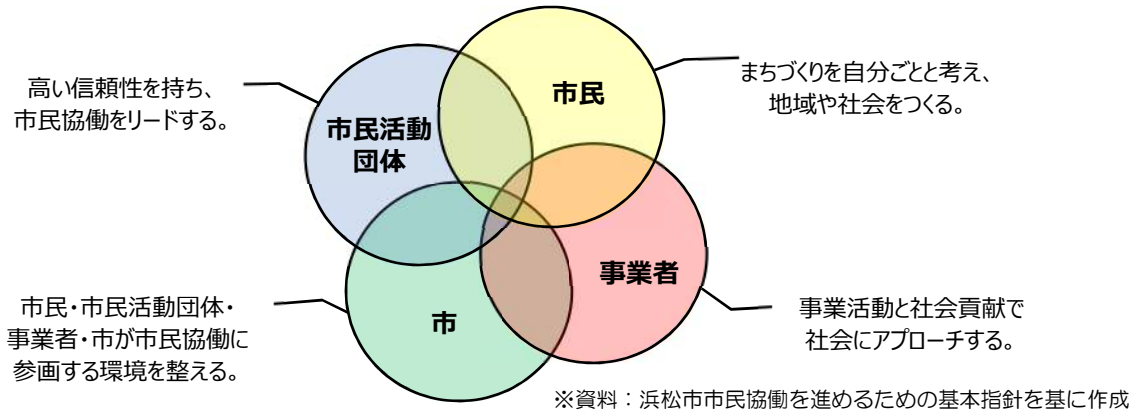 高い信頼性を持ち、
市民協働をリードする。
市民活動
団体
市民
まちづくりを自分ごとと考え、
地域や社会をつくる。
市民・市民活動団体・
事業者・市が市民協働に
参画する環境を整える。
市
事業者
事業活動と社会貢献で
社会にアプローチする。
※資料：浜松市市民協働を進めるための基本指針を基に作成